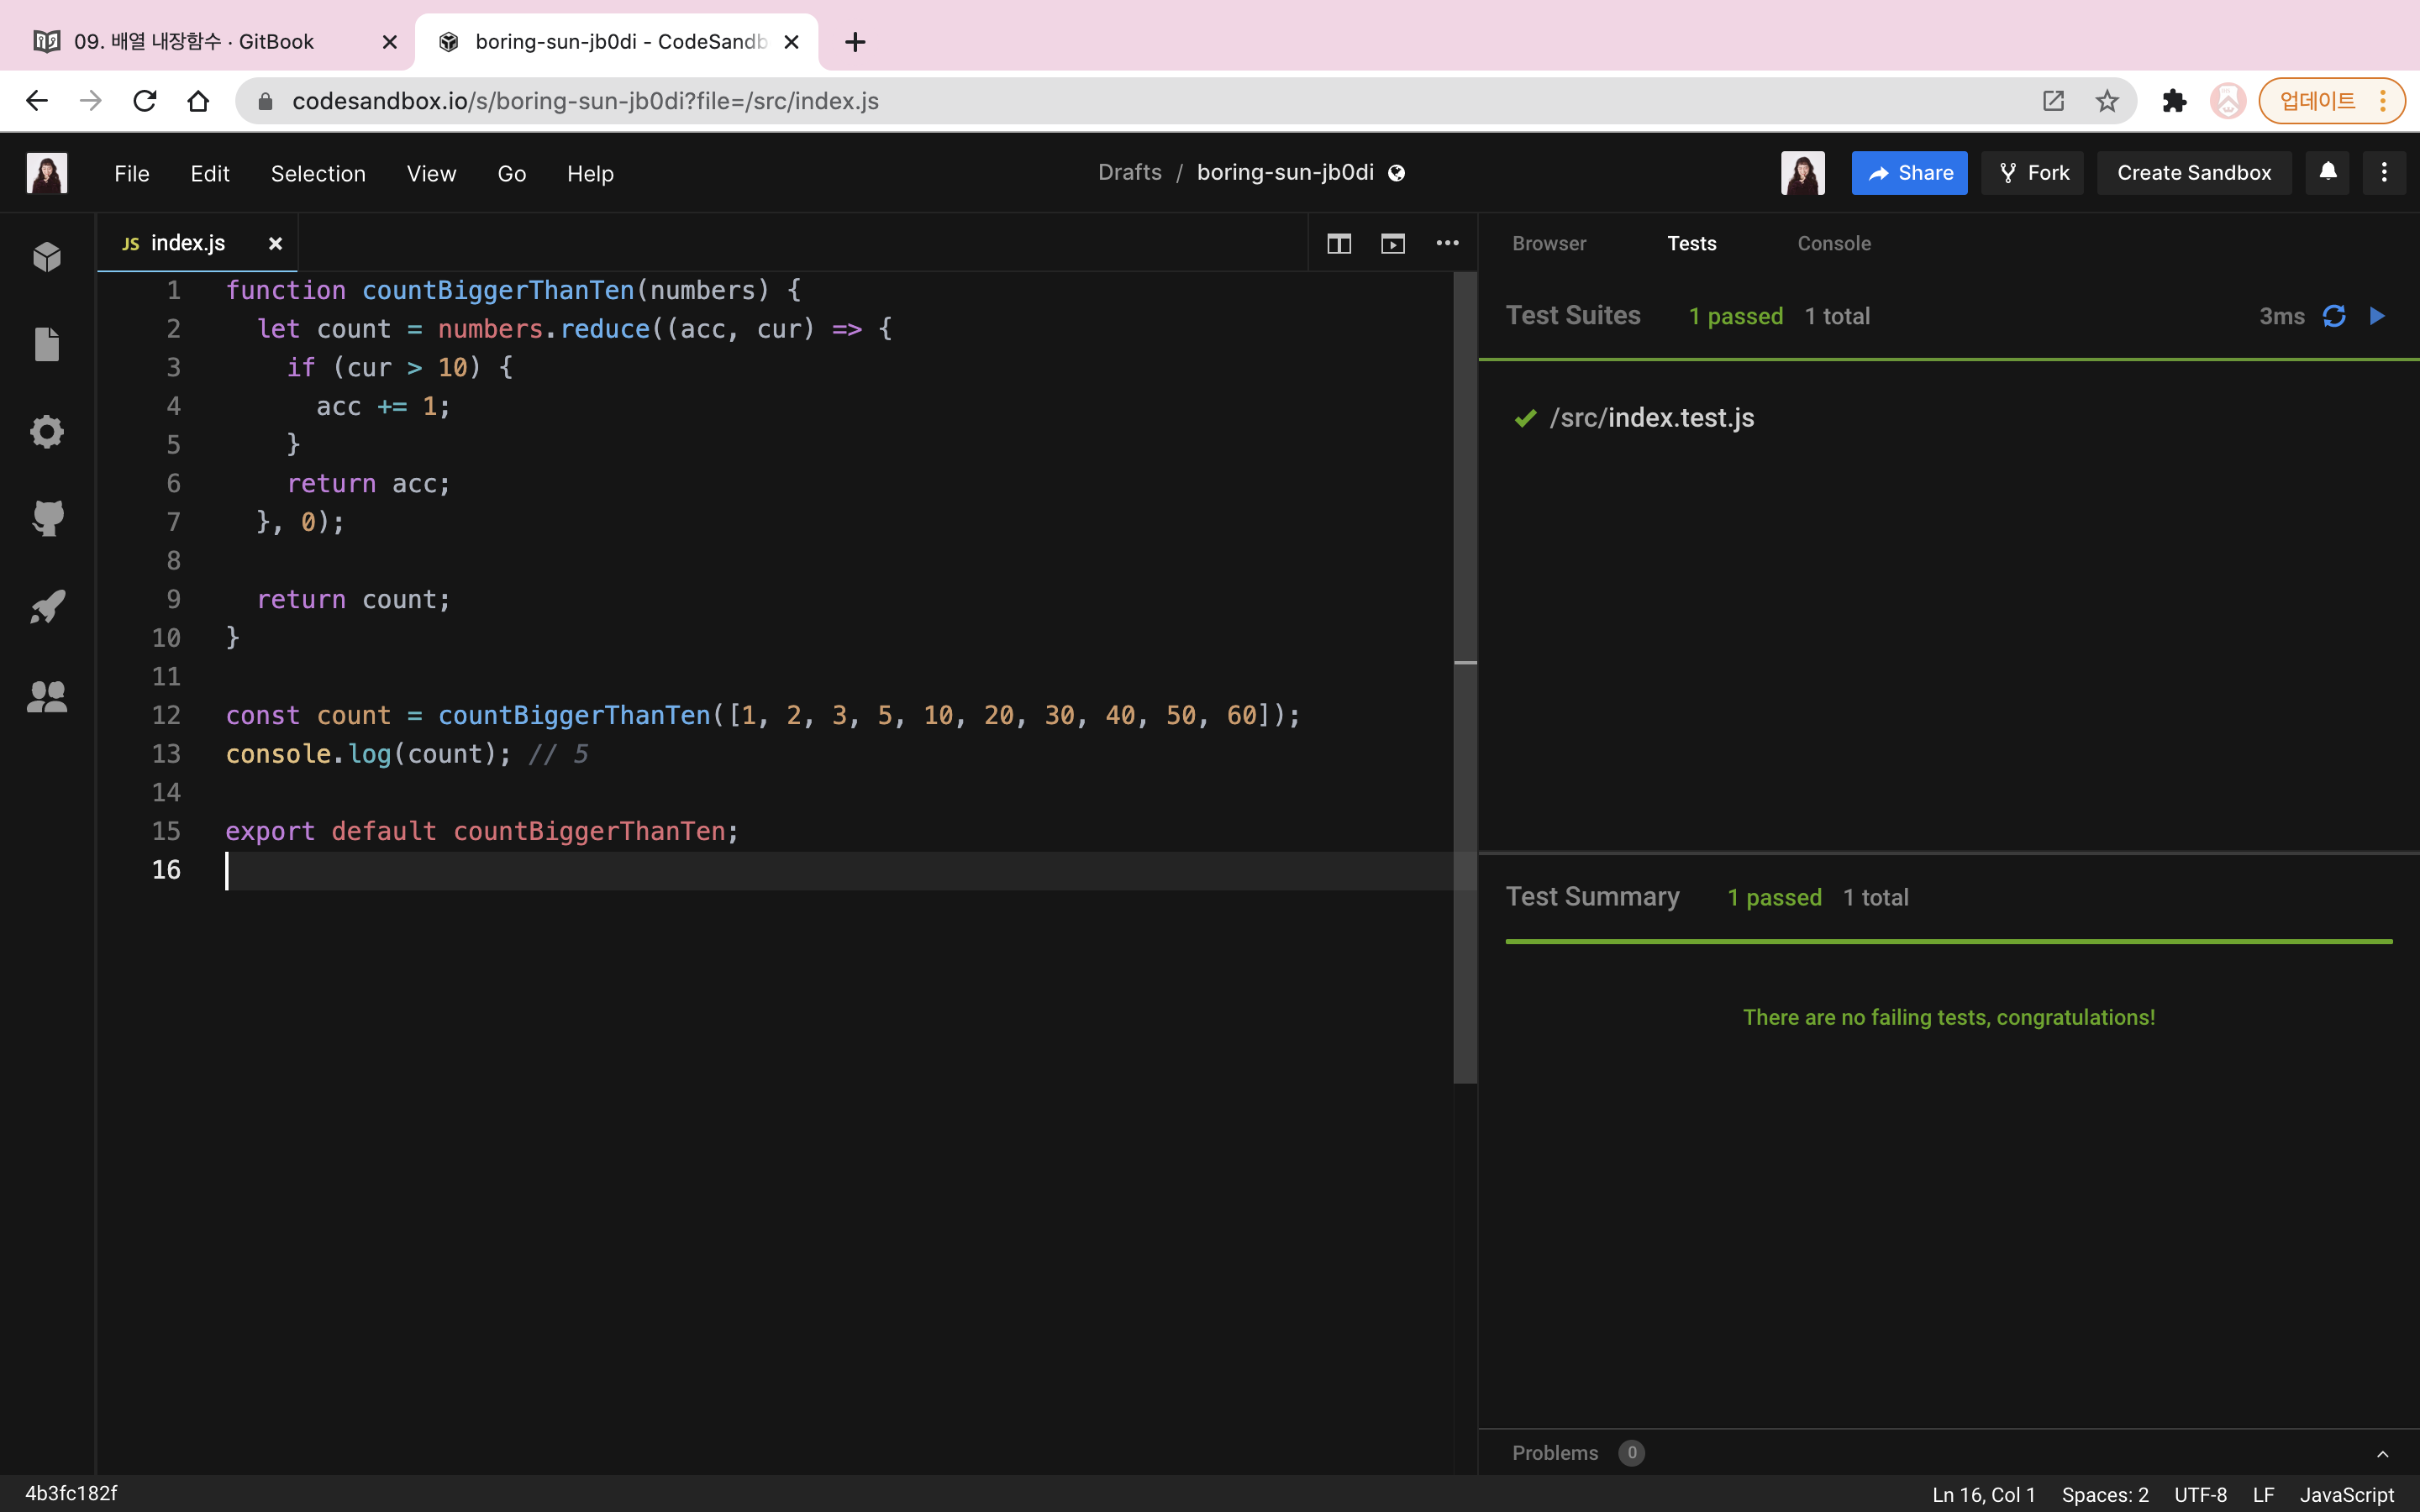 09. 배열 내장함수 · GitBook
boring-sun-jb0di - CodeSandb
codesandbox.io/s/boring-sun-jb0di?file=/src/index.js
업데이트
File Edit Selection View Go Help
Drafts / boring-sun-jb0di
Share Fork Create Sandbox
JS index.js
1 function countBiggerThanTen(numbers) {
2 let count = numbers.reduce((acc, cur) => {
3 if (cur > 10) {
4 acc += 1;
5 }
6 return acc;
7 }, 0);
8
9 return count;
10 }
11
12 const count = countBiggerThanTen([1, 2, 3, 5, 10, 20, 30, 40, 50, 60]);
13 console.log(count); // 5
14
15 export default countBiggerThanTen;
16
Browser Tests Console
Test Suites 1 passed 1 total 3ms
/src/index.test.js
Test Summary 1 passed 1 total
There are no failing tests, congratulations!
Problems 0
4b3fc182f
Ln 16, Col 1 Spaces: 2 UTF-8 LF JavaScript